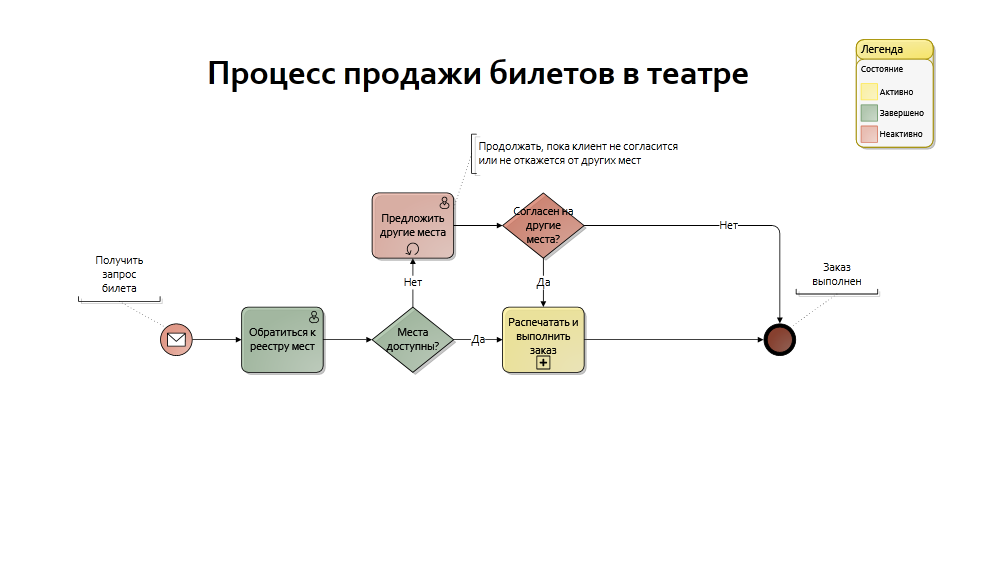 Процесс продажи билетов в театре
Легенда
Состояние
Активно
Завершено
Неактивно
Продолжать, пока клиент не согласится
или не откажется от других мест
Предложить
другие места
Согласен на
другие
места?
Нет
Получить
запрос
билета
Заказ
выполнен
Нет
Да
Обратиться к
реестру мест
Места
доступны?
Да
Распечатать и
выполнить
заказ